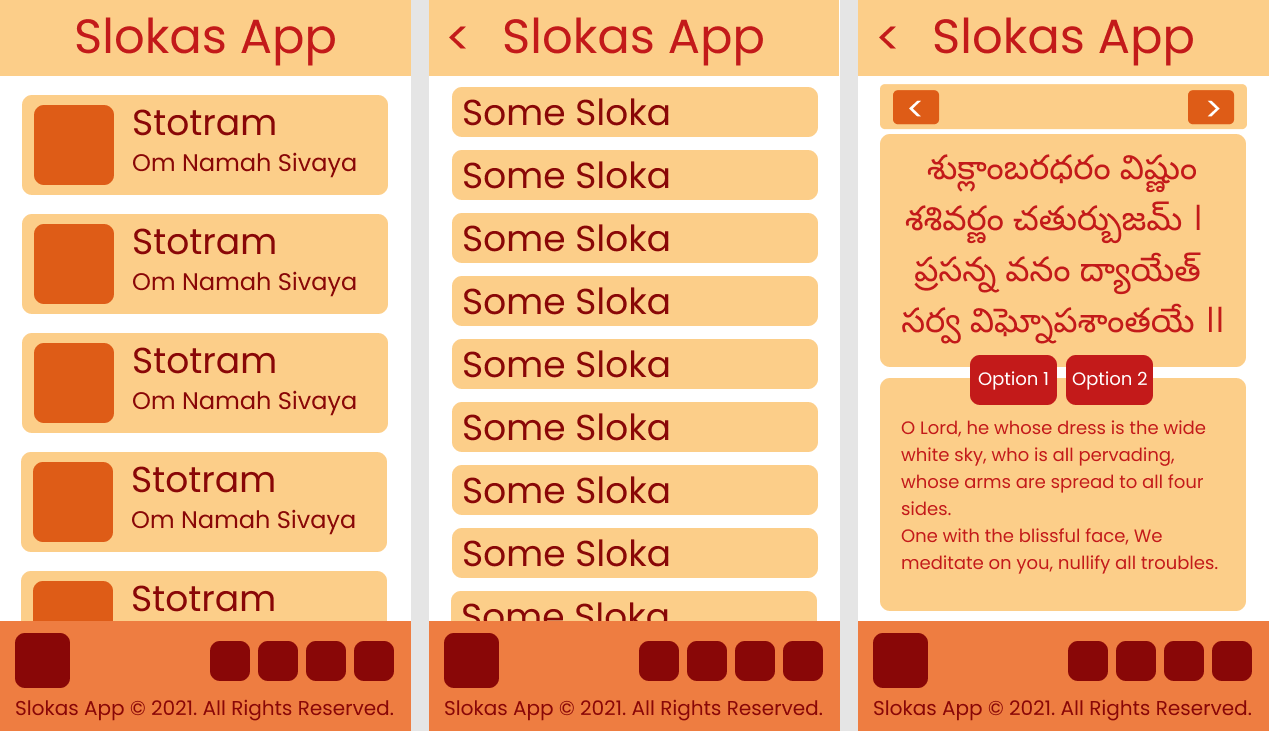 Slokas App
Stotram
Om Namah Sivaya
Stotram
Om Namah Sivaya
Stotram
Om Namah Sivaya
Stotram
Om Namah Sivaya
Stotram
Slokas App © 2021. All Rights Reserved.
< Slokas App
Some Sloka
Some Sloka
Some Sloka
Some Sloka
Some Sloka
Some Sloka
Some Sloka
Some Sloka
Some Sloka
Slokas App © 2021. All Rights Reserved.
< Slokas App
< >
శుక్లాంబరధరం విష్ణుం
శశివర్ణం చతుర్భుజమ్ ।
ప్రసన్న వనం ద్యాయేత్
సర్వ విఘ్నోపశాంతయే ॥
Option 1 Option 2
O Lord, he whose dress is the wide
white sky, who is all pervading,
whose arms are spread to all four
sides.
One with the blissful face, We
meditate on you, nullify all troubles.
Slokas App © 2021. All Rights Reserved.